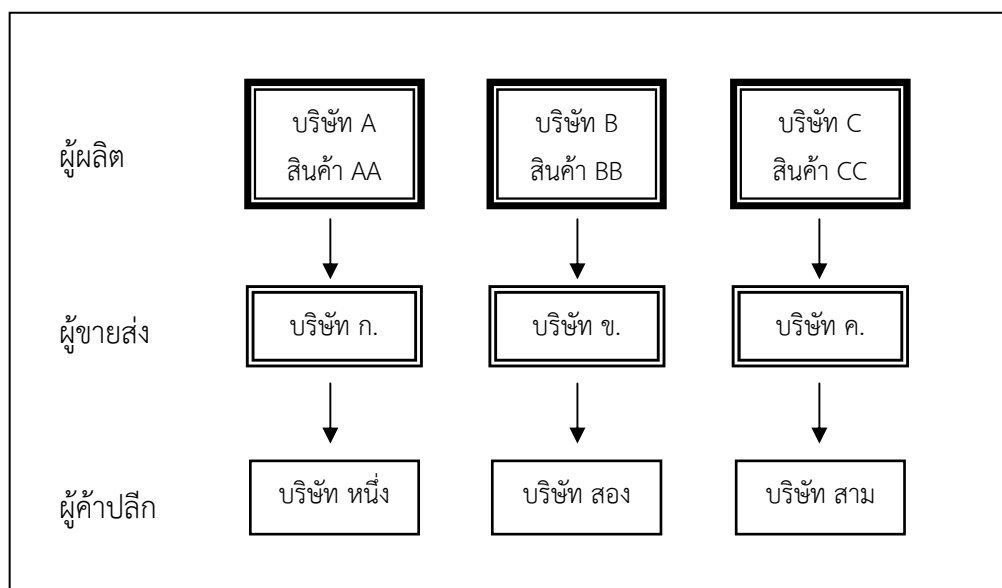 ผู้ผลิต
บริษัท A
สินค้า AA
บริษัท B
สินค้า BB
บริษัท C
สินค้า CC
ผู้ขายส่ง
บริษัท ก.
บริษัท ข.
บริษัท ค.
ผู้ค้าปลีก
บริษัท หนึ่ง
บริษัท สอง
บริษัท สาม